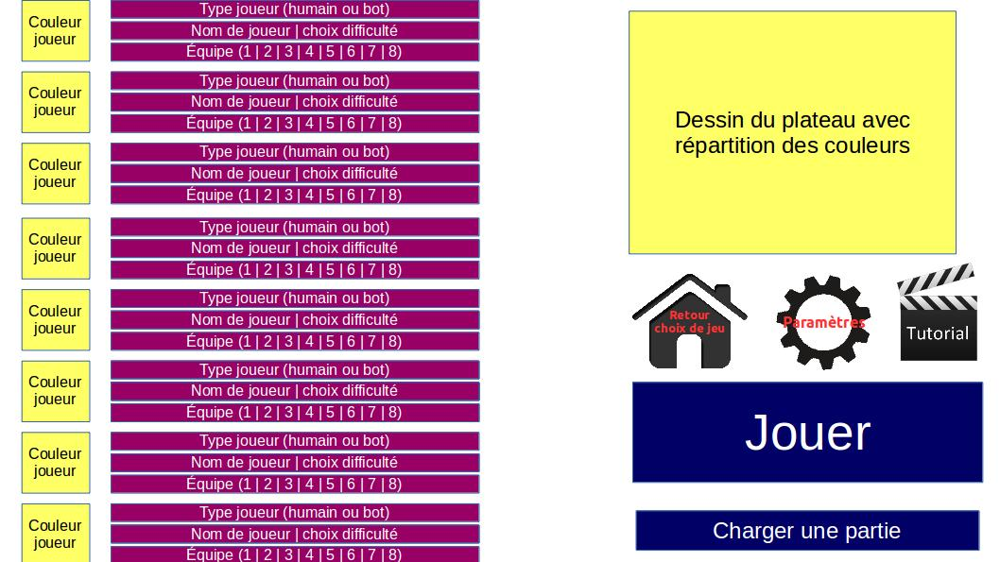 Couleur
joueur
Type joueur (humain ou bot)
Nom de joueur | choix difficulté
Équipe (1 | 2 | 3 | 4 | 5 | 6 | 7 | 8)
Couleur
joueur
Type joueur (humain ou bot)
Nom de joueur | choix difficulté
Équipe (1 | 2 | 3 | 4 | 5 | 6 | 7 | 8)
Couleur
joueur
Type joueur (humain ou bot)
Nom de joueur | choix difficulté
Équipe (1 | 2 | 3 | 4 | 5 | 6 | 7 | 8)
Couleur
joueur
Type joueur (humain ou bot)
Nom de joueur | choix difficulté
Équipe (1 | 2 | 3 | 4 | 5 | 6 | 7 | 8)
Couleur
joueur
Type joueur (humain ou bot)
Nom de joueur | choix difficulté
Équipe (1 | 2 | 3 | 4 | 5 | 6 | 7 | 8)
Couleur
joueur
Type joueur (humain ou bot)
Nom de joueur | choix difficulté
Équipe (1 | 2 | 3 | 4 | 5 | 6 | 7 | 8)
Couleur
joueur
Type joueur (humain ou bot)
Nom de joueur | choix difficulté
Équipe (1 | 2 | 3 | 4 | 5 | 6 | 7 | 8)
Couleur
joueur
Type joueur (humain ou bot)
Nom de joueur | choix difficulté
Équipe (1 | 2 | 3 | 4 | 5 | 6 | 7 | 8)
Dessin du plateau avec
répartition des couleurs
Retour
choix de jeu
Paramètres
Tutorial
Jouer
Charger une partie